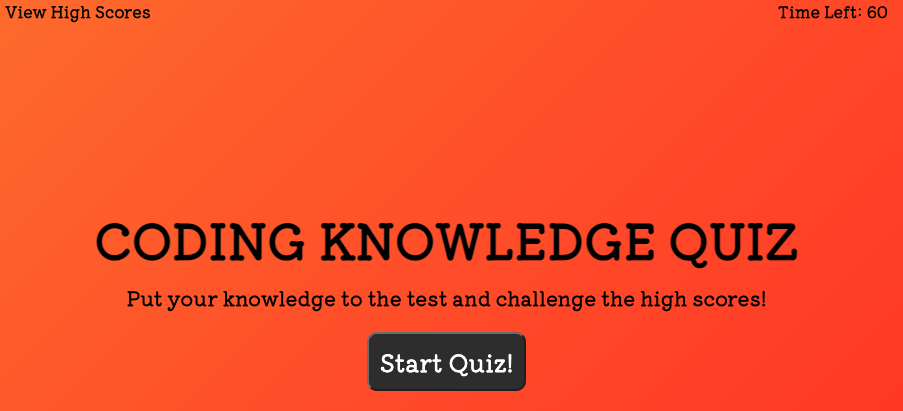 View High Scores
Time Left: 60
CODING KNOWLEDGE QUIZ
Put your knowledge to the test and challenge the high scores!
Start Quiz!